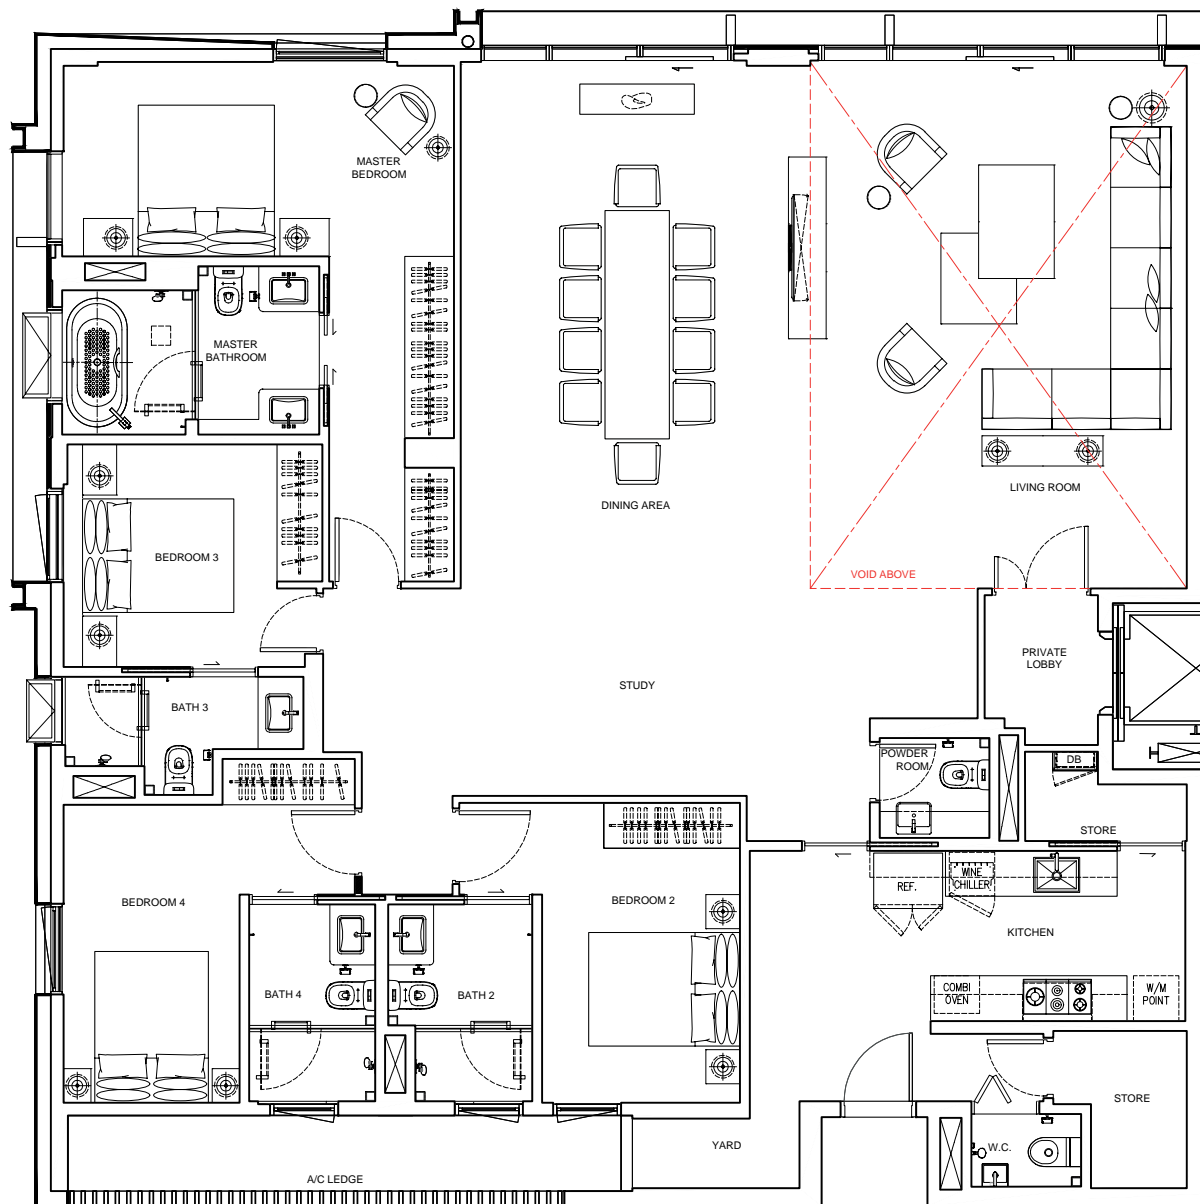 MASTER
BEDROOM
MASTER
BATHROOM
DINING AREA
LIVING ROOM
VOID ABOVE
BEDROOM 3
PRIVATE
LOBBY
STUDY
BATH 3
POWDER
ROOM
DB
STORE
REF.
WINE
CHILLER
BEDROOM 4
BEDROOM 2
KITCHEN
BATH 4
BATH 2
COMBI
OVEN
W/M
POINT
STORE
YARD
W.C.
A/C LEDGE